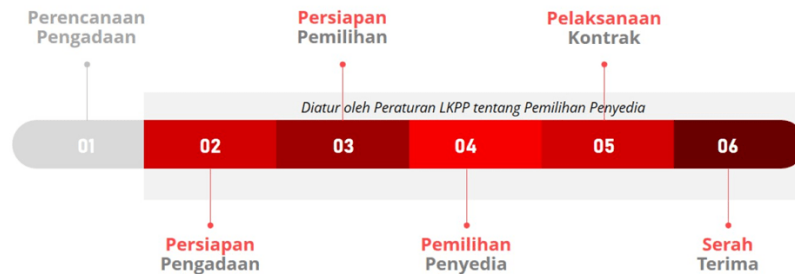 Perencanaan
Pengadaan
Persiapan
Pemilihan
Pelaksanaan
Kontrak
Diatur oleh Peraturan LKPP tentang Pemilihan Penyedia
01
02
03
04
05
06
Persiapan
Pengadaan
Pemilihan
Penyedia
Serah
Terima